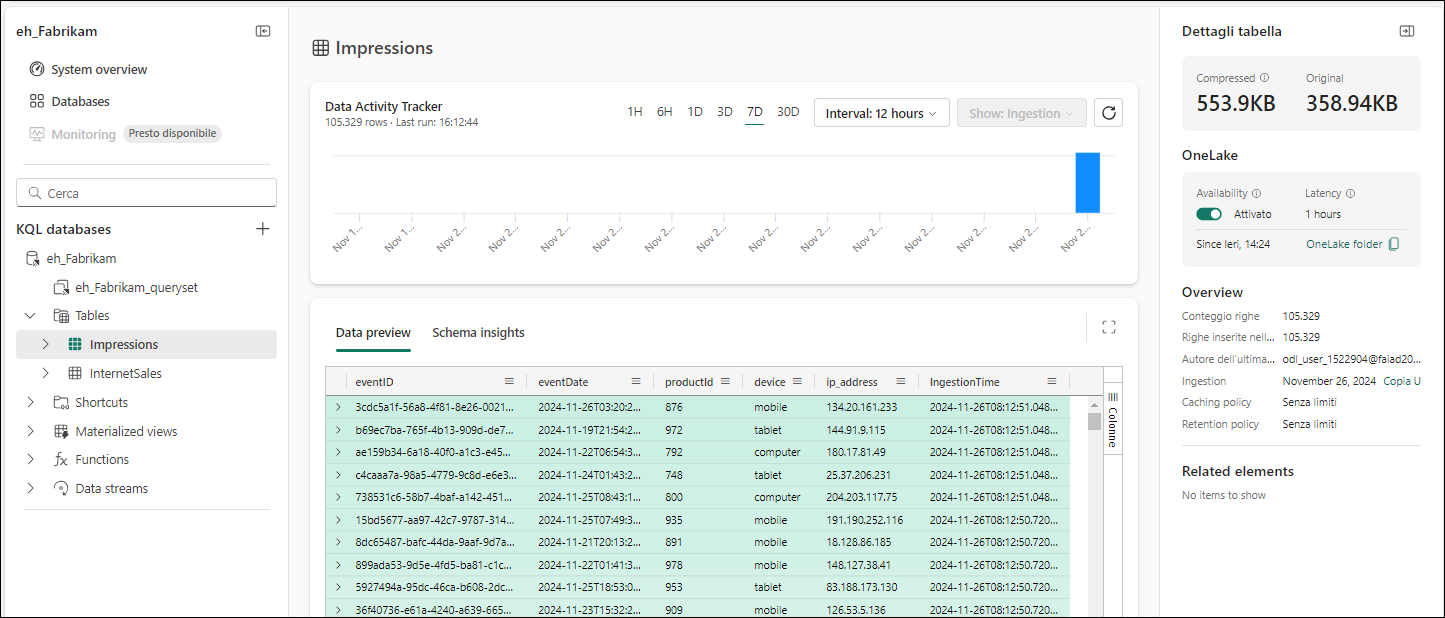 eh_Fabrikam
System overview
Databases
Monitoring Presto disponibile
Cerca
KQL databases
eh_Fabrikam
eh_Fabrikam_queryset
Tables
Impressions
InternetSales
Shortcuts
Materialized views
Functions
Data streams
Impressions
Data Activity Tracker
105.329 rows · Last run: 16:12:44
1H 6H 1D 3D 7D 30D Interval: 12 hours Show: Ingestion
Nov 1... Nov 1... Nov 2... Nov 2... Nov 2... Nov 2... Nov 2... Nov 2... Nov 2... Nov 2... Nov 2... Nov 2... Nov 2... Nov 2... Nov 2...
Data preview Schema insights
eventID eventDate productId device ip_address IngestionTime
3cdc5a1f-56a8-4f81-8e26-0021... 2024-11-26T03:20:2... 876 mobile 134.20.161.233 2024-11-26T08:12:51.048...
b69ec7ba-765f-4b13-909d-de7... 2024-11-19T21:54:2... 972 tablet 144.91.9.115 2024-11-26T08:12:51.048...
ae159b34-6a18-40f0-a1c3-e45... 2024-11-22T06:54:3... 792 computer 180.17.81.49 2024-11-26T08:12:51.048...
c4caaa7a-98a5-4779-9c8d-e6e3... 2024-11-24T01:43:2... 748 tablet 25.37.206.231 2024-11-26T08:12:51.048...
738531c6-58b7-4baf-a142-451... 2024-11-25T08:43:1... 800 computer 204.203.117.75 2024-11-26T08:12:51.048...
15bd5677-aa97-42c7-9787-314... 2024-11-25T07:49:3... 935 mobile 191.190.252.116 2024-11-26T08:12:50.720...
8dc65487-bafc-44da-9aaf-9d7a... 2024-11-21T20:13:2... 891 mobile 18.128.86.185 2024-11-26T08:12:50.720...
899ada53-9d5e-4fd5-ba81-c1c... 2024-11-22T01:41:3... 978 mobile 148.127.38.41 2024-11-26T08:12:50.720...
5927494a-95dc-46ca-b608-2dc... 2024-11-25T18:53:0... 953 tablet 83.188.173.130 2024-11-26T08:12:50.720...
36f40736-e61a-4240-a639-665... 2024-11-23T15:32:2... 909 mobile 126.53.5.136 2024-11-26T08:12:50.720...
Colonne
Dettagli tabella
Compressed Original
553.9KB 358.94KB
OneLake
Availability Latency
Attivato 1 hours
Since Ieri, 14:24 OneLake folder
Overview
Conteggio righe 105.329
Righe inserite nell... 105.329
Autore dell'ultima... odl_user_1522904@faiad20...
Ingestion November 26, 2024 Copia U
Caching policy Senza limiti
Retention policy Senza limiti
Related elements
No items to show